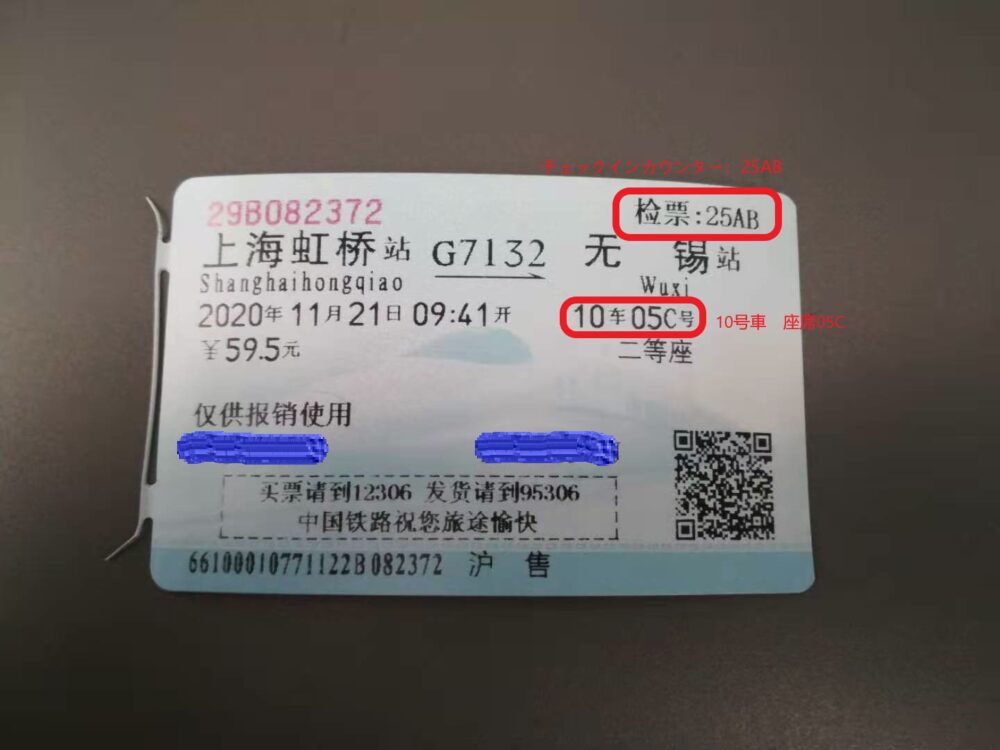 チェックインカウンター：25AB
29B082372
检票:25AB
上海虹桥站 G7132 无锡站
Shanghaihongqiao Wuxi
2020年11月21日 09:41开 10车05C号 10号車 座席05C
￥59.5元 二等座
仅供报销使用
买票请到12306 发货请到95306
中国铁路祝您旅途愉快
66100010771122B082372 沪售